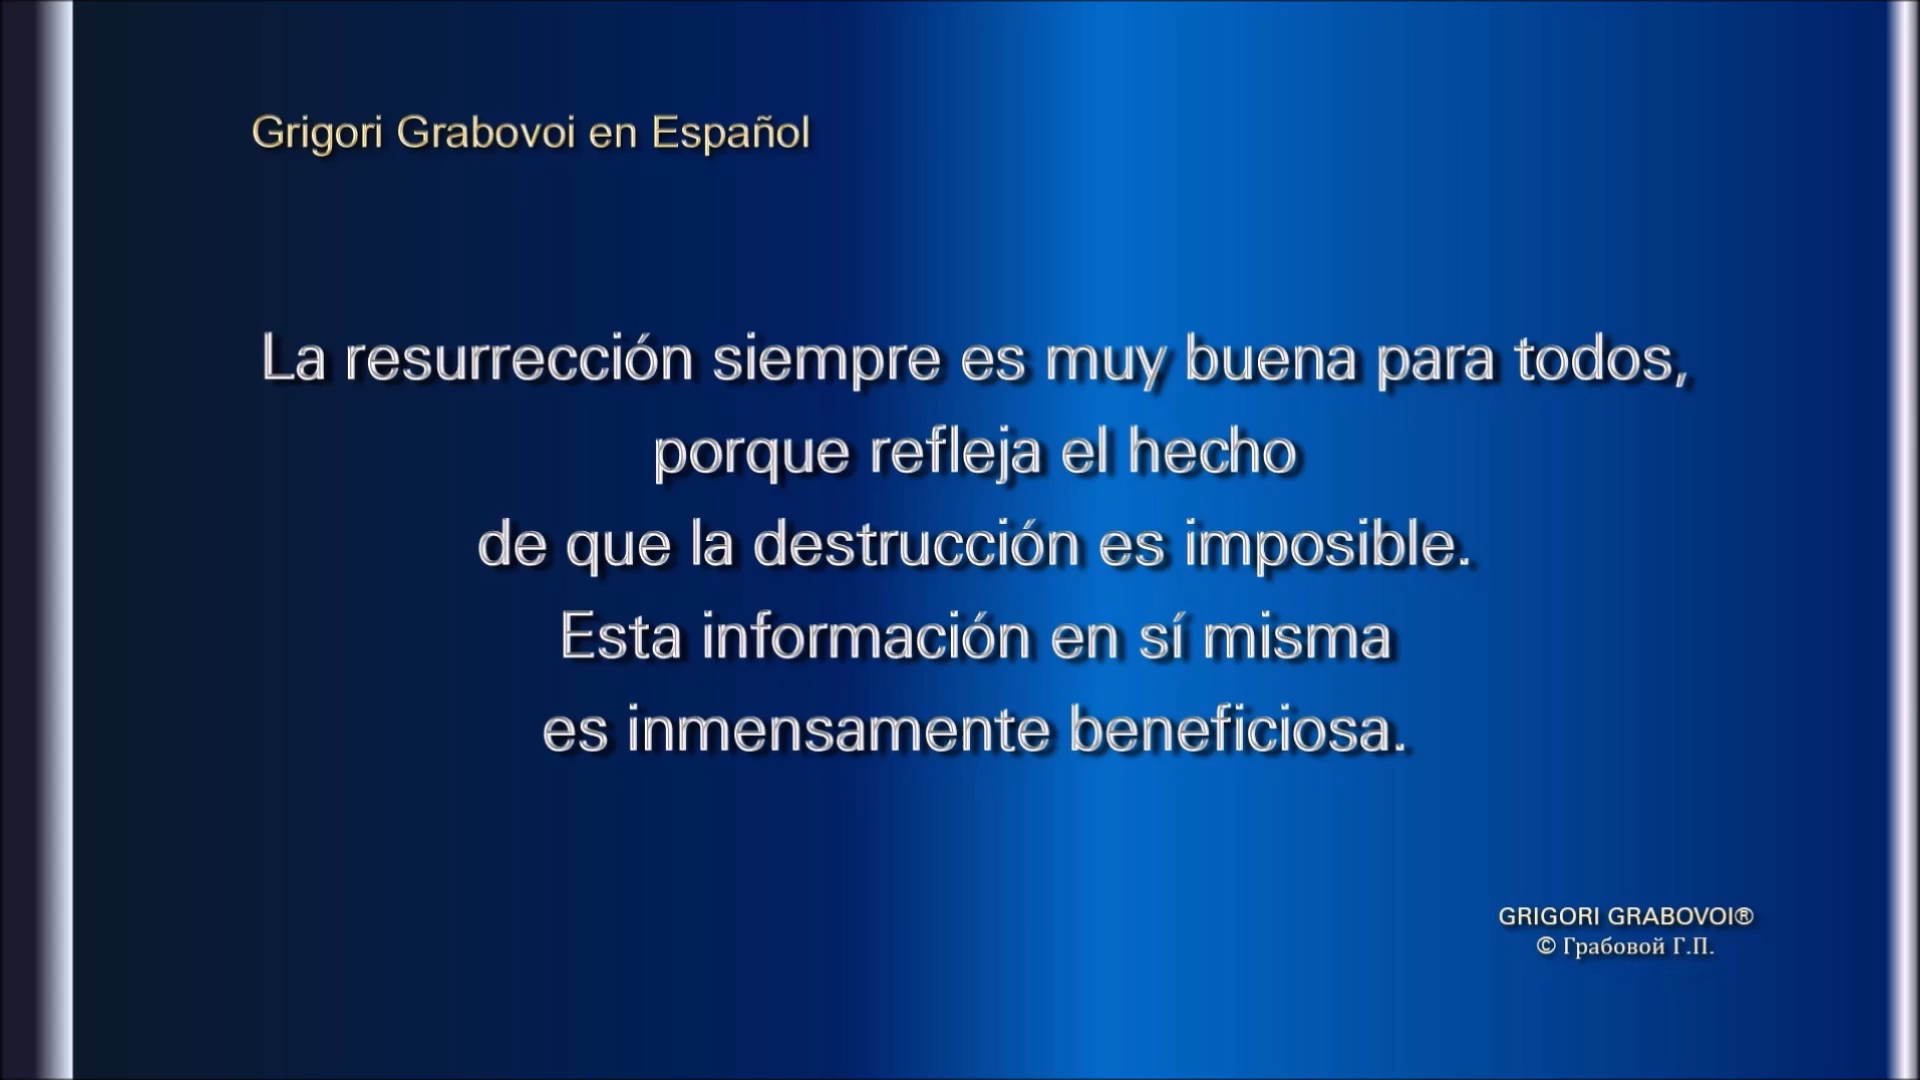 Grigori Grabovoi en Español
La resurrección siempre es muy buena para todos,
porque refleja el hecho
de que la destrucción es imposible.
Esta información en sí misma
es inmensamente beneficiosa.
GRIGORI GRABOVOI®
© Грабовой Г.П.